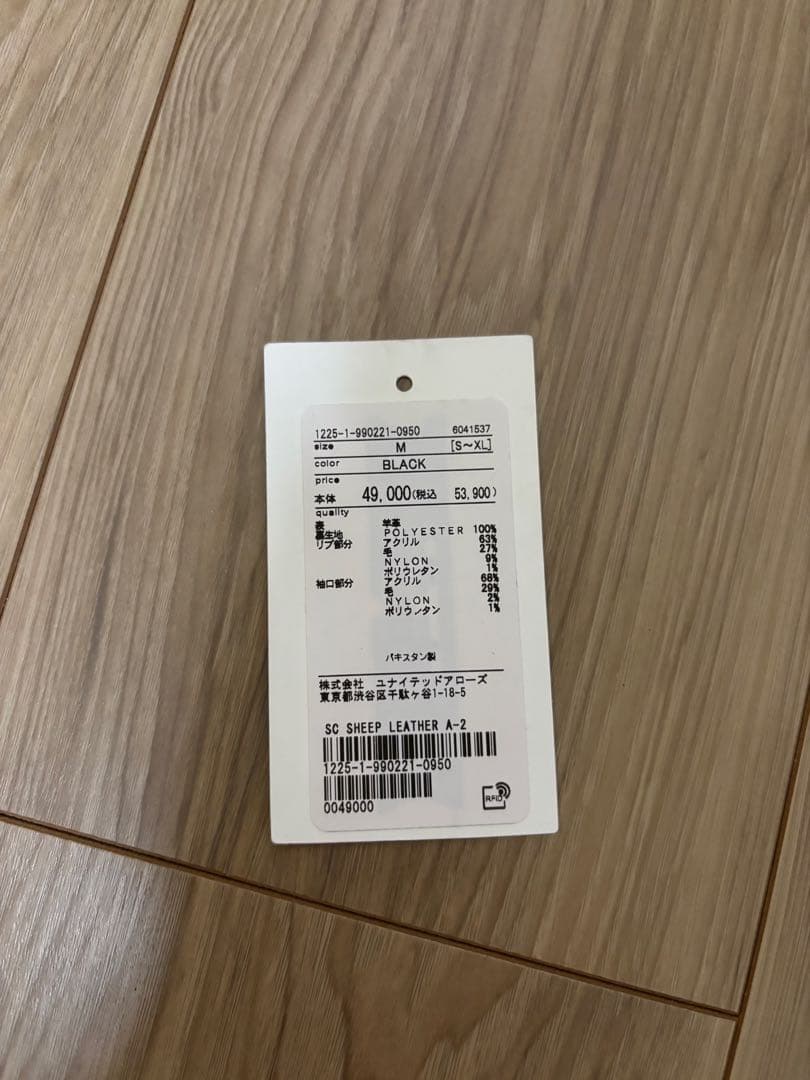 1225-1-990221-0950 6041537
size M [S~XL]
color BLACK
price
本体 49,000(税込 53,900)
quality
表 羊革
裏生地 POLYESTER 100%
リブ部分 アクリル 63%
毛 27%
NYLON 9%
ポリウレタン 1%
袖口部分 アクリル 68%
毛 29%
NYLON 2%
ポリウレタン 1%
パキスタン製
株式会社 ユナイテッドアローズ
東京都渋谷区千駄ヶ谷1-18-5
SC SHEEP LEATHER A-2
1225-1-990221-0950
0049000
RFID